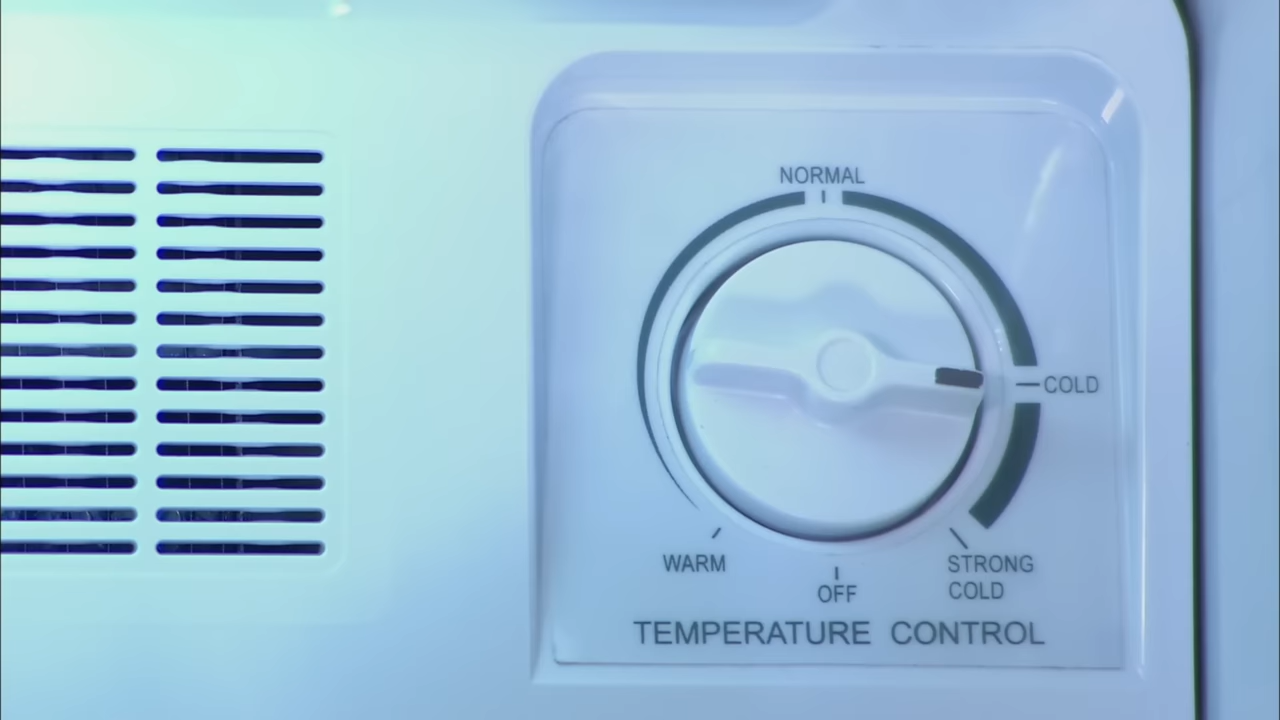 NORMAL
COLD
WARM
STRONG
COLD
OFF
TEMPERATURE CONTROL